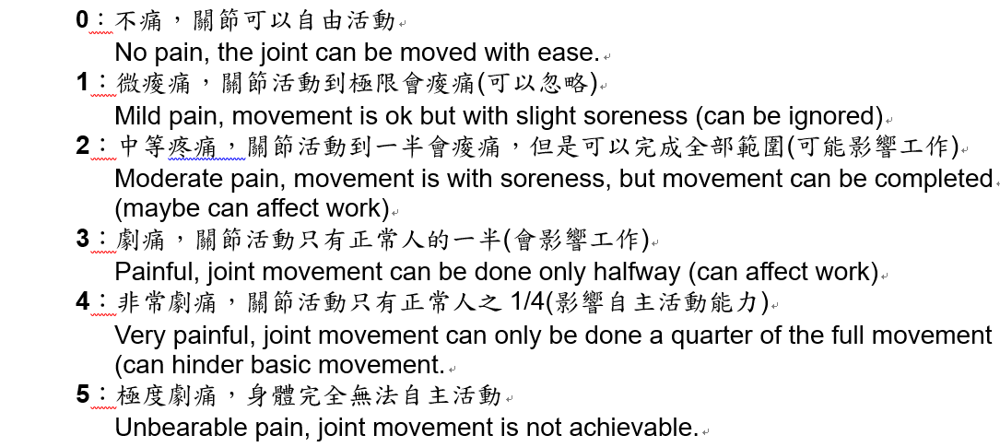 0：不痛，關節可以自由活動
No pain, the joint can be moved with ease.
1：微痠痛，關節活動到極限會痠痛(可以忽略)
Mild pain, movement is ok but with slight soreness (can be ignored)
2：中等疼痛，關節活動到一半會痠痛，但是可以完成全部範圍(可能影響工作)
Moderate pain, movement is with soreness, but movement can be completed
(maybe can affect work)
3：劇痛，關節活動只有正常人的一半(會影響工作)
Painful, joint movement can be done only halfway (can affect work)
4：非常劇痛，關節活動只有正常人之 1/4(影響自主活動能力)
Very painful, joint movement can only be done a quarter of the full movement
(can hinder basic movement.
5：極度劇痛，身體完全無法自主活動
Unbearable pain, joint movement is not achievable.